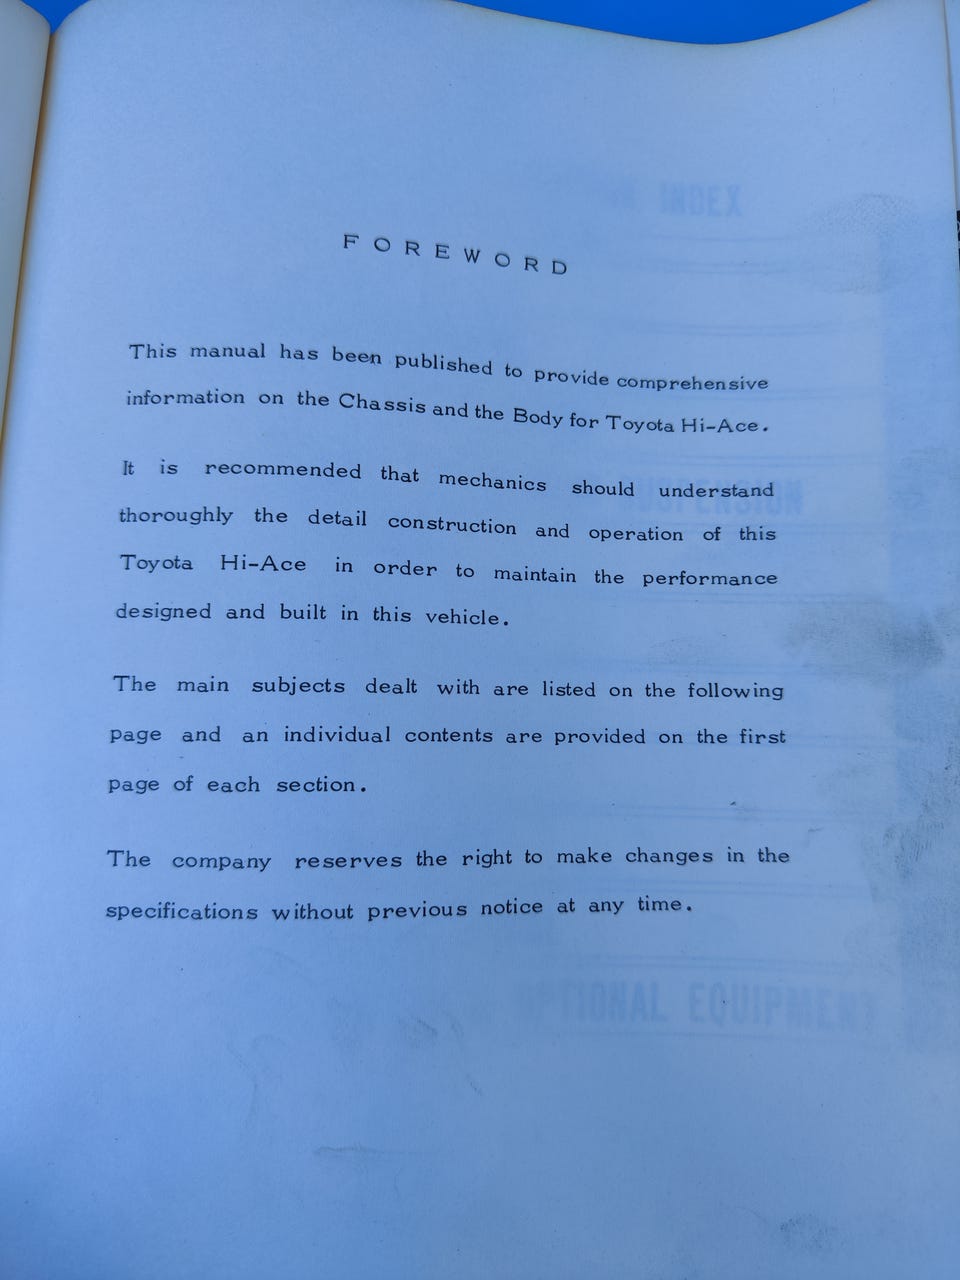 INDEX
FOREWORD
This manual has been published to provide comprehensive
information on the Chassis and the Body for Toyota Hi-Ace.
It is recommended that mechanics should understand
SUSPENSION
thoroughly the detail construction and operation of this
Toyota Hi-Ace in order to maintain the performance
designed and built in this vehicle.
The main subjects dealt with are listed on the following
page and an individual contents are provided on the first
page of each section.
The company reserves the right to make changes in the
specifications without previous notice at any time.
OPTIONAL EQUIPMENT